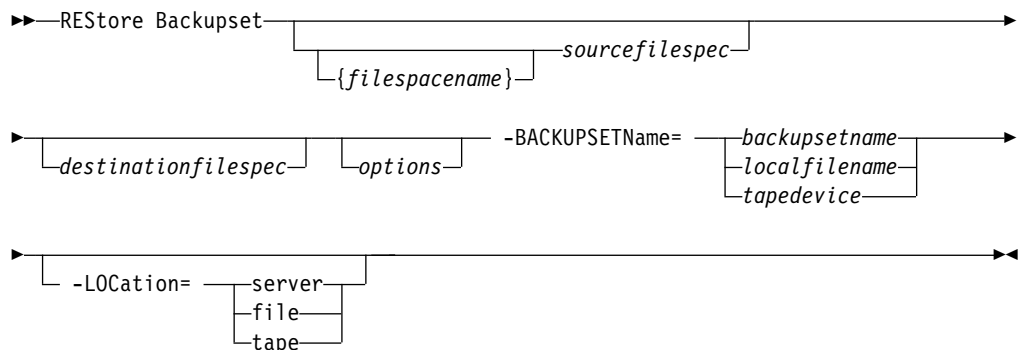 REStore Backupset
sourcefilespec
{filespacename}
-BACKUPSETName= backupsetname
destinationfilespec options localfilename
tapedevice
-LOCation= server
file
tape